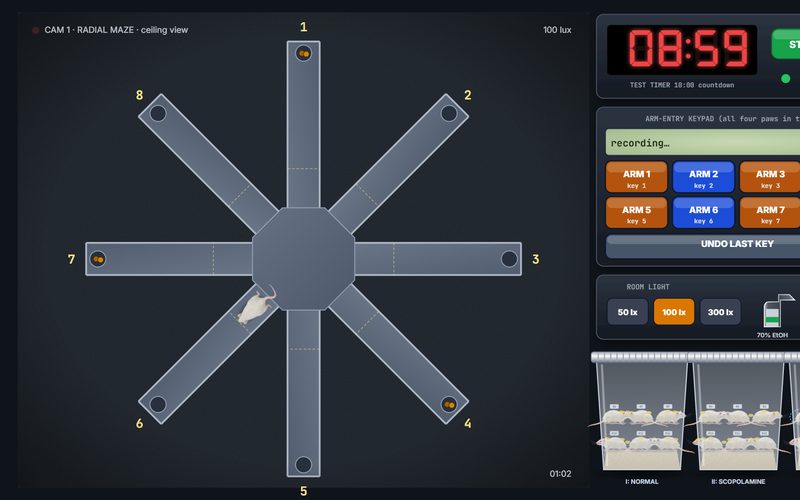 CAM 1 · RADIAL MAZE · ceiling view
100 lux
1
2
3
4
5
6
7
8
01:02
08:59
ST
TEST TIMER 10:00 countdown
ARM-ENTRY KEYPAD (all four paws in t
recording…
ARM 1
key 1
ARM 2
key 2
ARM 3
key 3
ARM 5
key 5
ARM 6
key 6
ARM 7
key 7
UNDO LAST KEY
ROOM LIGHT
50 lx
100 lx
300 lx
70% EtOH
I: NORMAL
II: SCOPOLAMINE